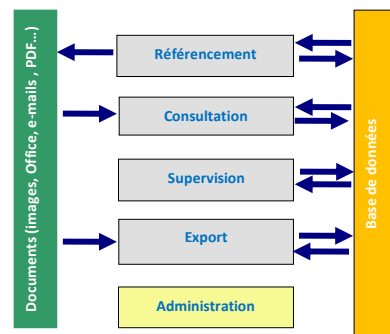 Documents (images, Office, e-mails , PDF...)
Référencement
Consultation
Supervision
Export
Administration
Base de données